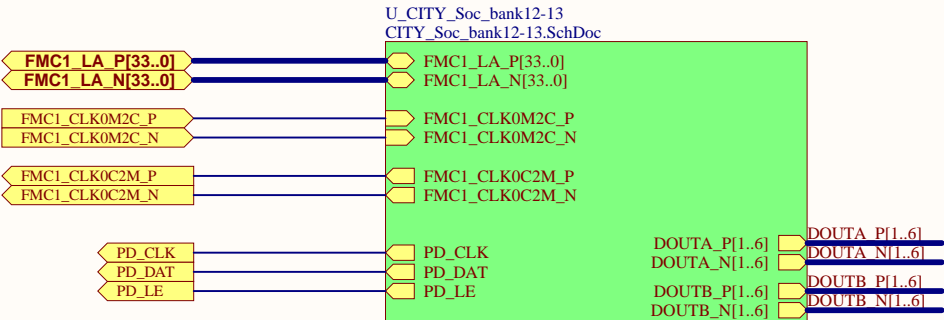 U_CITY_Soc_bank12-13
CITY_Soc_bank12-13.SchDoc
FMC1_LA_P[33..0] FMC1_LA_P[33..0]
FMC1_LA_N[33..0] FMC1_LA_N[33..0]
FMC1_CLK0M2C_P FMC1_CLK0M2C_P
FMC1_CLK0M2C_N FMC1_CLK0M2C_N
FMC1_CLK0C2M_P FMC1_CLK0C2M_P
FMC1_CLK0C2M_N FMC1_CLK0C2M_N
DOUTA_P[1..6] DOUTA_P[1..6]
PD_CLK PD_CLK
DOUTA_N[1..6] DOUTA_N[1..6]
PD_DAT PD_DAT
PD_LE PD_LE
DOUTB_P[1..6] DOUTB_P[1..6]
DOUTB_N[1..6] DOUTB_N[1..6]